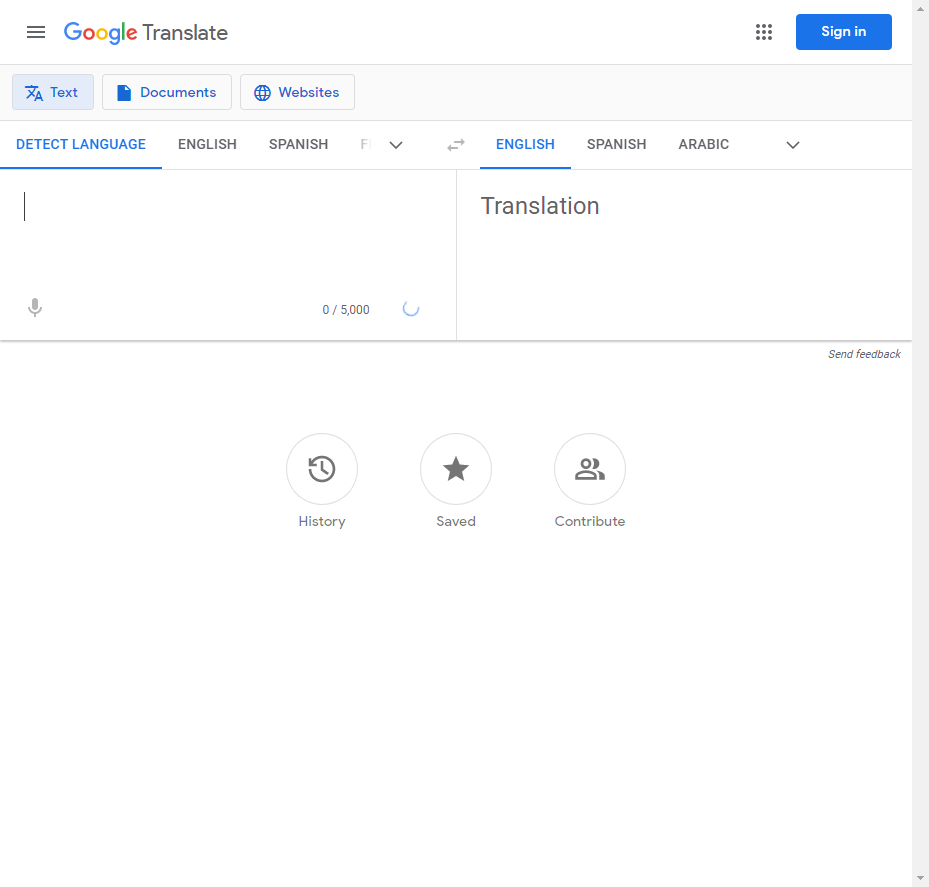 Google Translate
Sign in
Text
Documents
Websites
DETECT LANGUAGE
ENGLISH
SPANISH
ENGLISH
SPANISH
ARABIC
Translation
0 / 5,000
Send feedback
History
Saved
Contribute